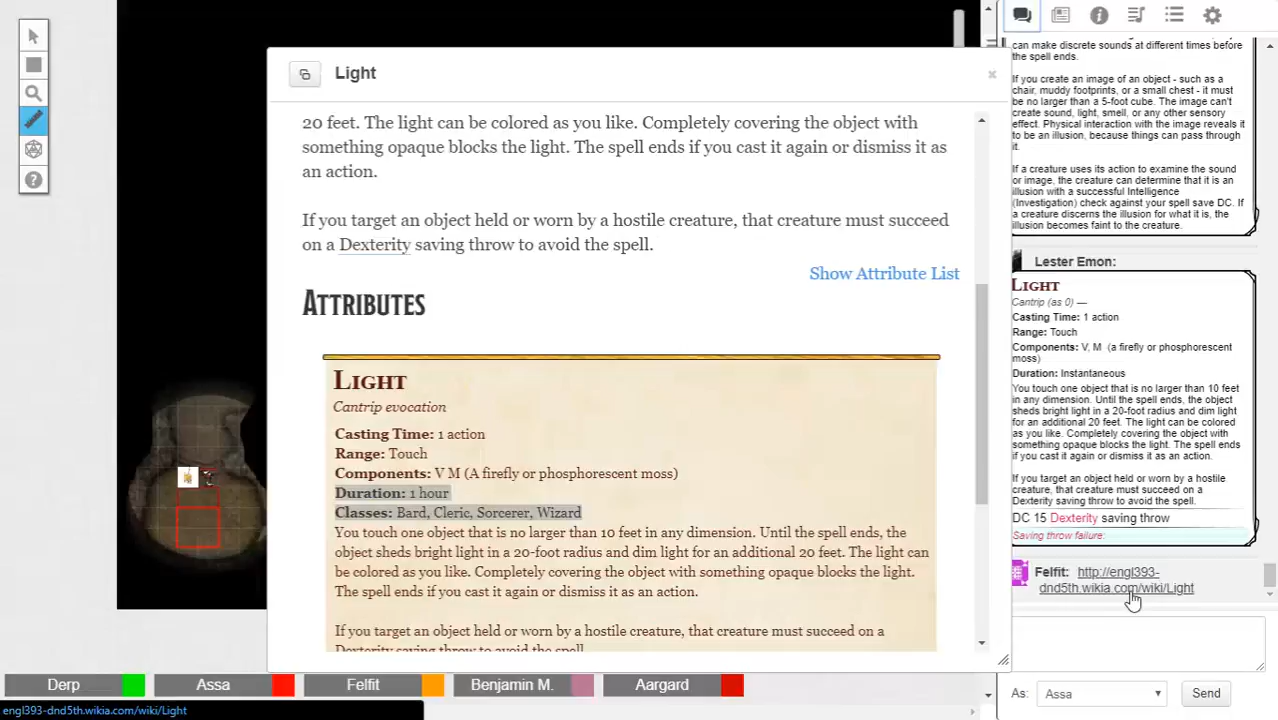 Light
20 feet. The light can be colored as you like. Completely covering the object with
something opaque blocks the light. The spell ends if you cast it again or dismiss it as
an action.
If you target an object held or worn by a hostile creature, that creature must succeed
on a Dexterity saving throw to avoid the spell.
Show Attribute List
ATTRIBUTES
LIGHT
Cantrip evocation
Casting Time: 1 action
Range: Touch
Components: V M (A firefly or phosphorescent moss)
Duration: 1 hour
Classes: Bard, Cleric, Sorcerer, Wizard
You touch one object that is no larger than 10 feet in any dimension. Until the spell ends, the
object sheds bright light in a 20-foot radius and dim light for an additional 20 feet. The light can
be colored as you like. Completely covering the object with something opaque blocks the light.
The spell ends if you cast it again or dismiss it as an action.
If you target an object held or worn by a hostile creature, that creature must succeed on a
Dexterity saving throw to avoid the spell
can make discrete sounds at different times before
the spell ends.
If you create an image of an object - such as a
chair, muddy footprints, or a small chest - it must
be no larger than a 5-foot cube. The image can't
create sound, light, smell, or any other sensory
effect. Physical interaction with the image reveals it
to be an illusion, because things can pass through
it.
If a creature uses its action to examine the sound
or image, the creature can determine that it is an
illusion with a successful Intelligence
(Investigation) check against your spell save DC. If
a creature discerns the illusion for what it is, the
illusion becomes faint to the creature.
Lester Emon:
LIGHT
Cantrip (as 0) —
Casting Time: 1 action
Range: Touch
Components: V, M (a firefly or phosphorescent
moss)
Duration: Instantaneous
You touch one object that is no larger than 10 feet
in any dimension. Until the spell ends, the object
sheds bright light in a 20-foot radius and dim light
for an additional 20 feet. The light can be colored
as you like. Completely covering the object with
something opaque blocks the light. The spell ends
if you cast it again or dismiss it as an action.
If you target an object held or worn by a hostile
creature, that creature must succeed on a
Dexterity saving throw to avoid the spell.
DC 15 Dexterity saving throw
Saving throw failure:
Felfit: http://engl393-
dnd5th.wikia.com/wiki/Light
As: Assa
Send
Derp
Assa
Felfit
Benjamin M.
Aargard
engl393-dnd5th.wikia.com/wiki/Light